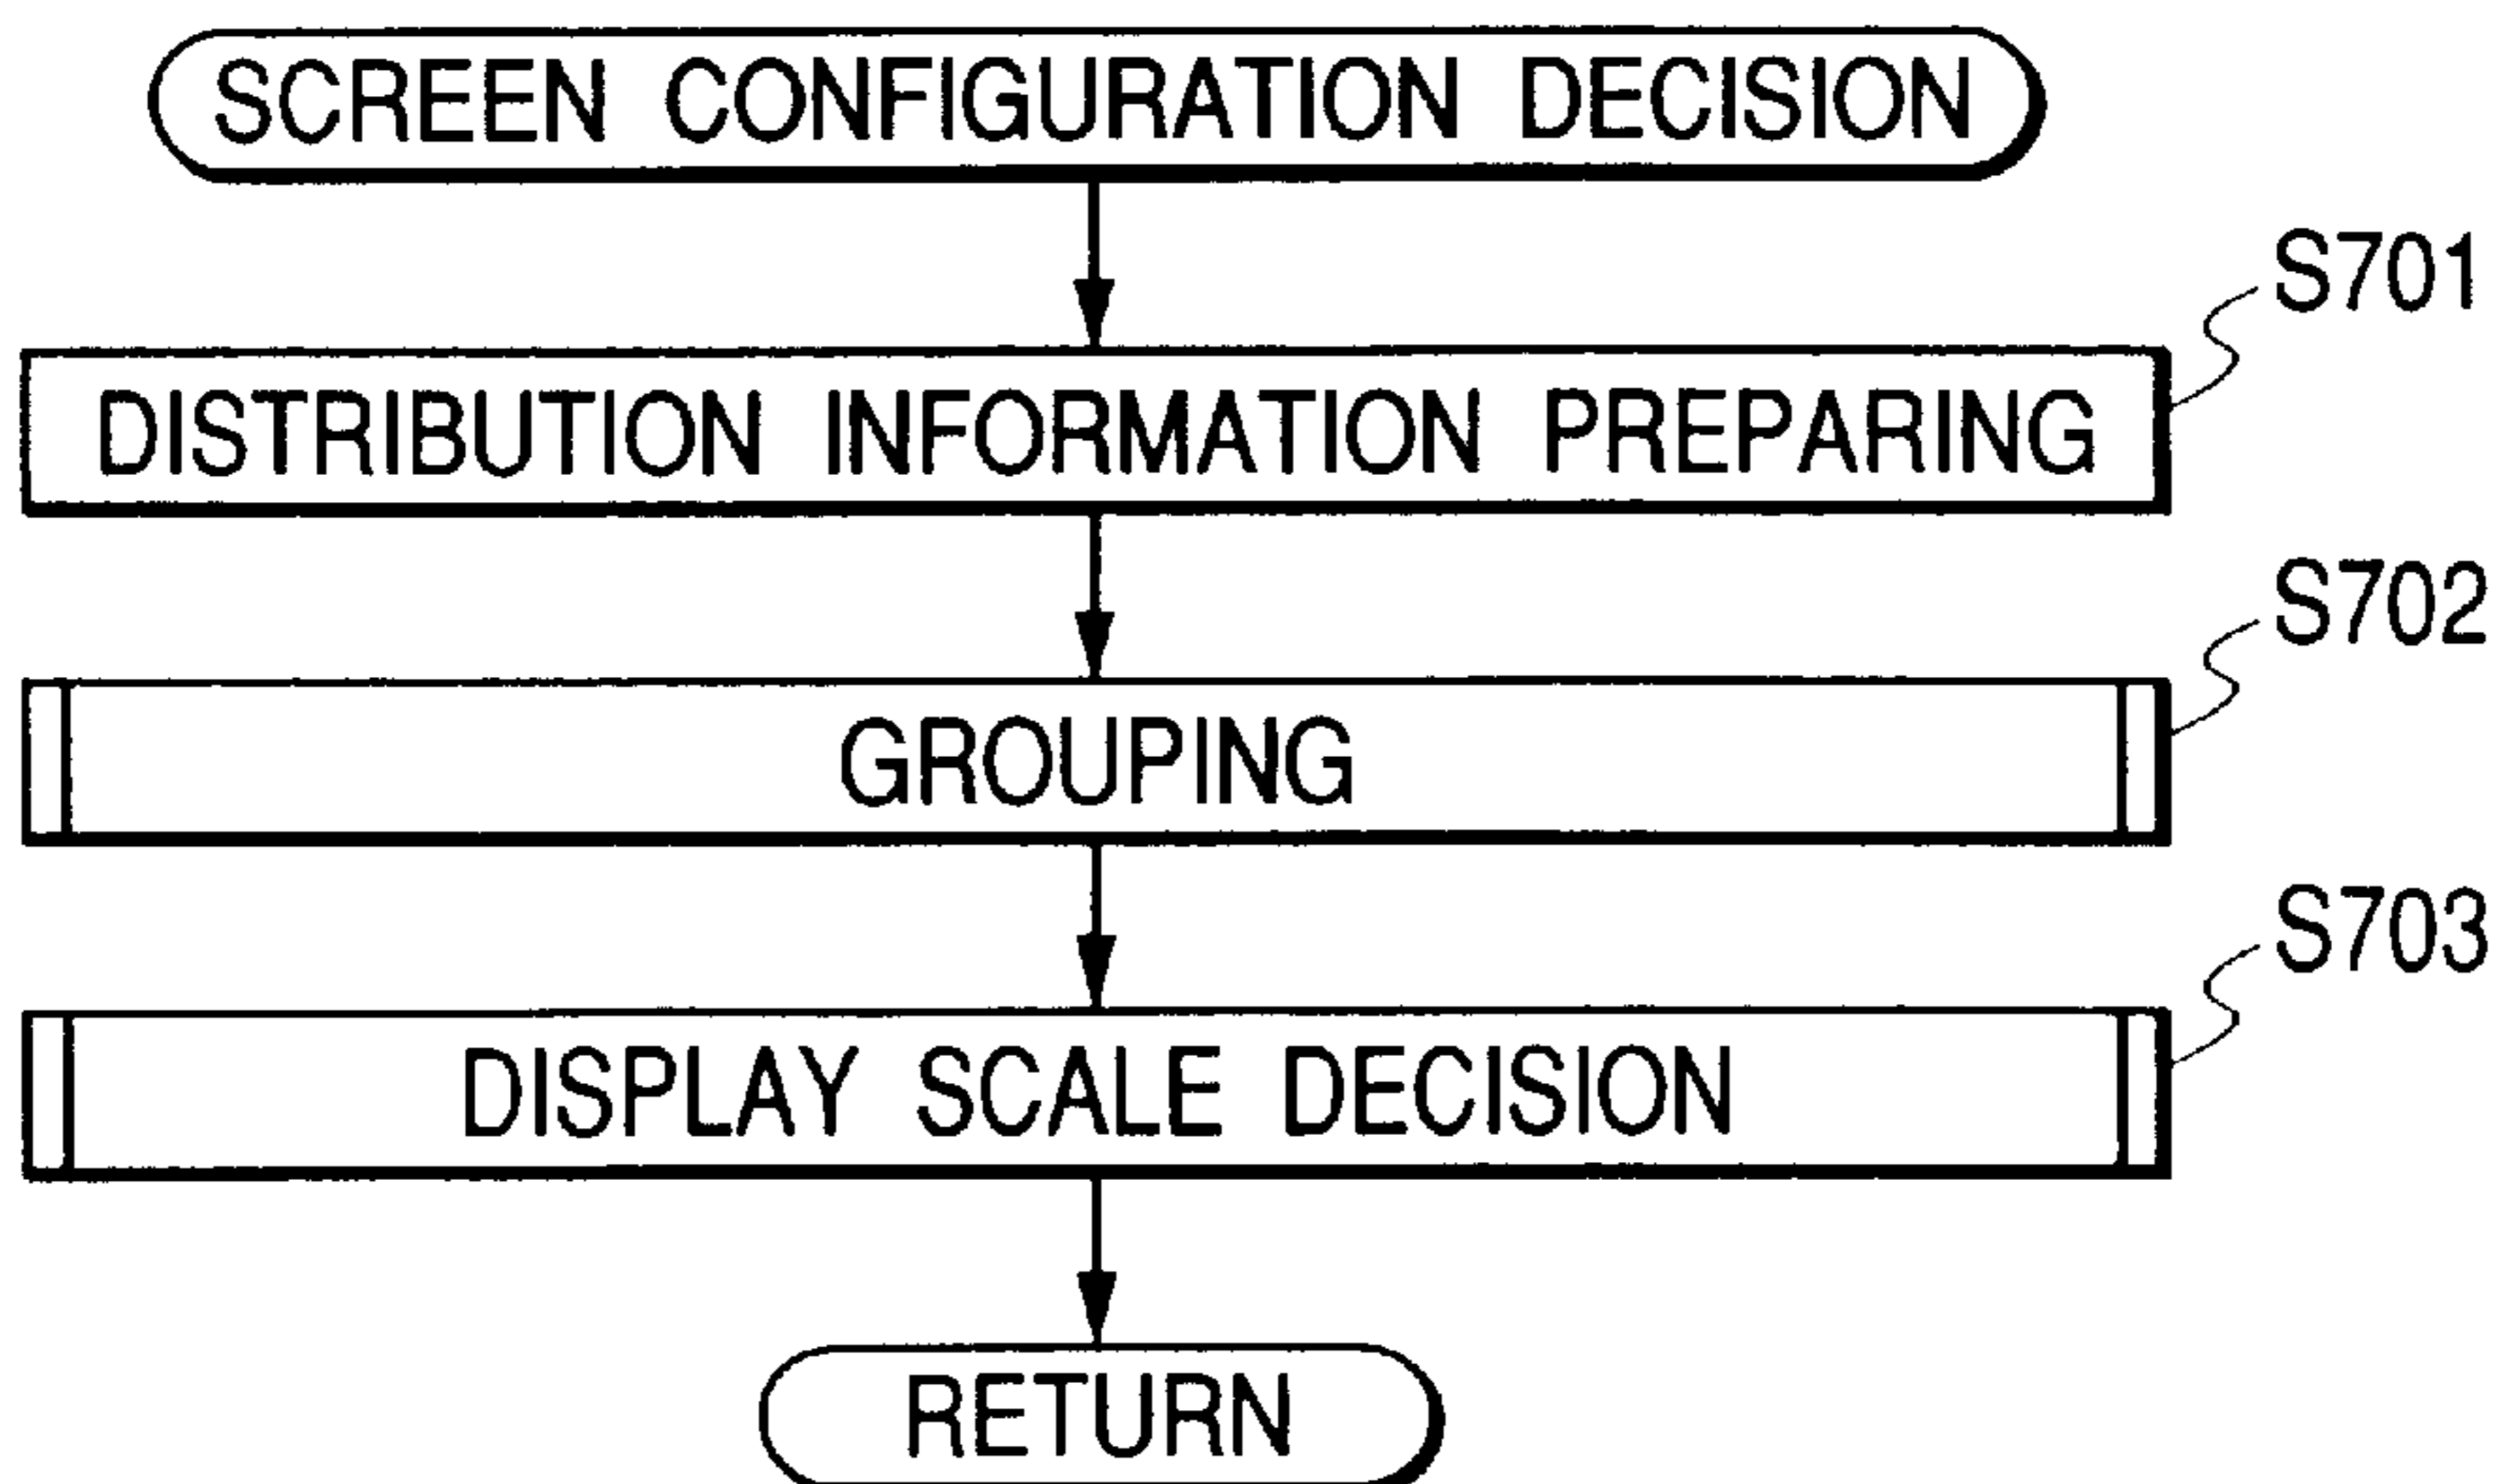 SCREEN CONFIGURATION DECISION
S701
DISTRIBUTION INFORMATION PREPARING
S702
GROUPING
S703
DISPLAY SCALE DECISION
RETURN